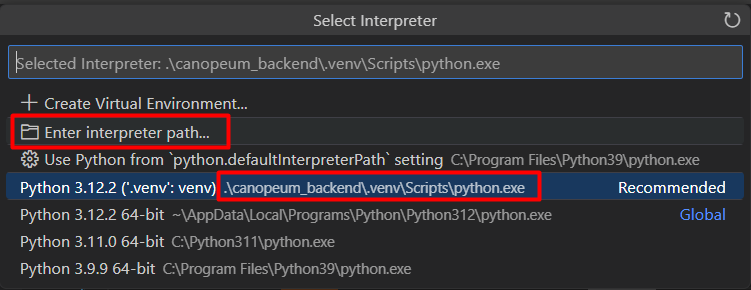 Select Interpreter
Selected Interpreter: .\canopeum_backend\.venv\Scripts\python.exe
Create Virtual Environment...
Enter interpreter path...
Use Python from `python.defaultInterpreterPath` setting C:\Program Files\Python39\python.exe
Python 3.12.2 ('.venv': venv) .\canopeum_backend\.venv\Scripts\python.exe Recommended
Python 3.12.2 64-bit ~\AppData\Local\Programs\Python\Python312\python.exe Global
Python 3.11.0 64-bit C:\Python311\python.exe
Python 3.9.9 64-bit C:\Program Files\Python39\python.exe